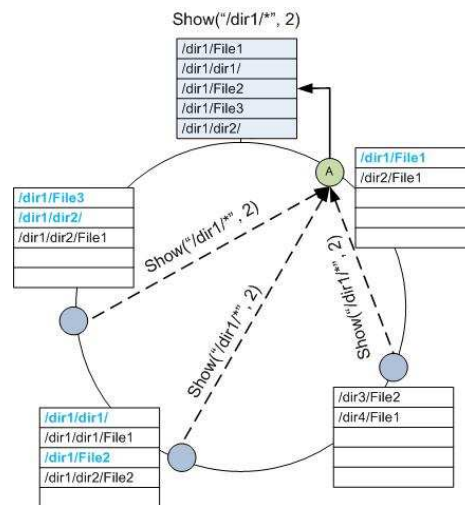 Show("/dir1/*", 2)
/dir1/File1
/dir1/dir1/
/dir1/File2
/dir1/File3
/dir1/dir2/
A
/dir1/File1
/dir2/File1
/dir1/File3
/dir1/dir2/
/dir1/dir2/File1
Show("/dir1/*", 2)
Show("/dir1/*", 2)
Show("/dir1/*", 2)
/dir1/dir1/
/dir1/dir1/File1
/dir1/File2
/dir1/dir2/File2
/dir3/File2
/dir4/File1